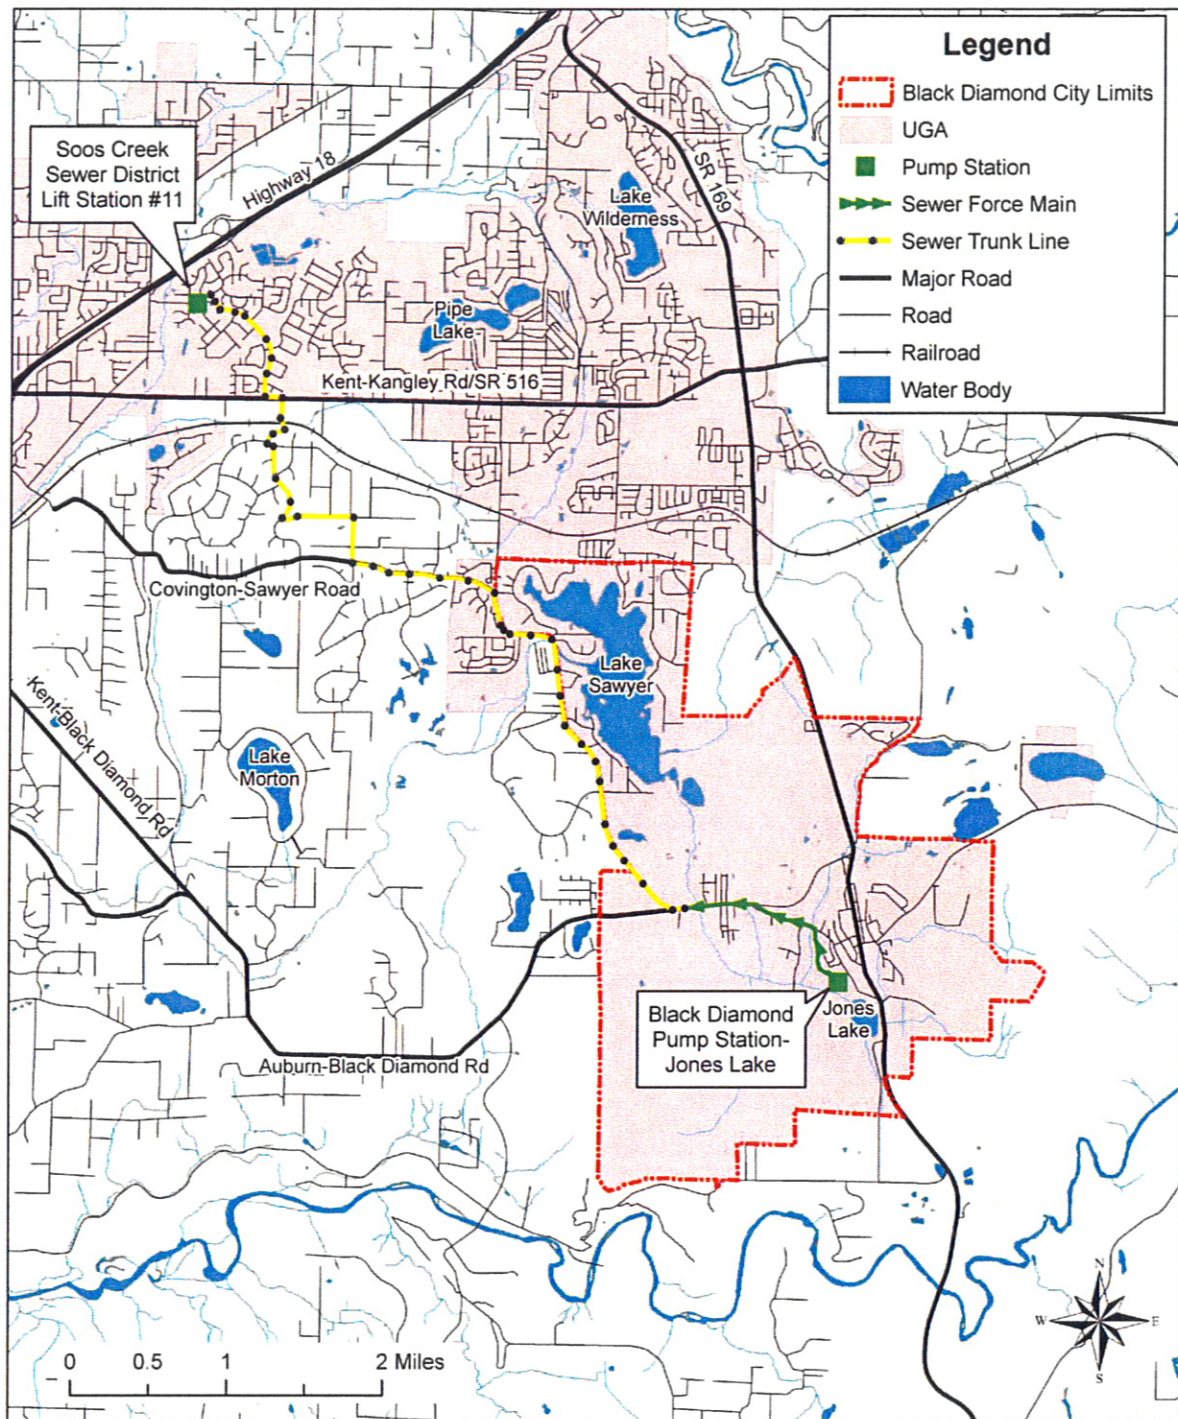 Legend
Black Diamond City Limits
UGA
Pump Station
Sewer Force Main
Sewer Trunk Line
Major Road
Road
Railroad
Water Body
Soos Creek
Sewer District
Lift Station #11
Highway 18
SR 169
Lake
Wilderness
Pipe
Lake
Kent-Kangley Rd/SR 516
Covington-Sawyer Road
Lake
Sawyer
Kent-Black Diamond Rd
Lake
Morton
Black Diamond
Pump Station-
Jones Lake
Jones
Lake
Auburn-Black Diamond Rd
N
W
E
S
0 0.5 1 2 Miles